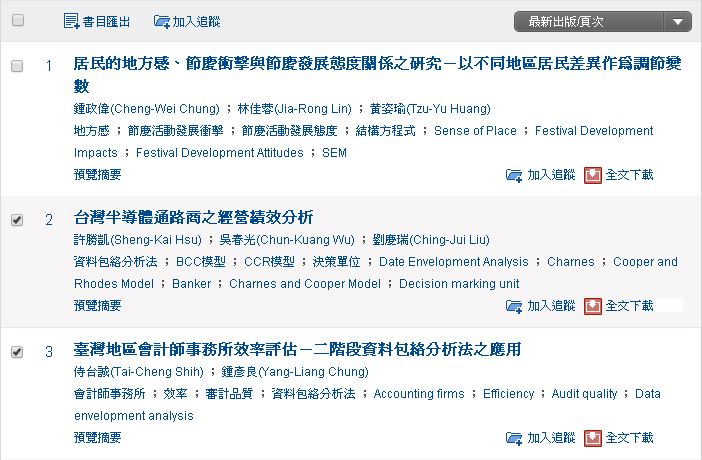 書目匯出 加入追蹤 最新出版/頁次
1 居民的地方感、節慶衝擊與節慶發展態度關係之研究－以不同地區居民差異作為調節變
數
鍾政偉(Cheng-Wei Chung) ； 林佳蓉(Jia-Rong Lin) ； 黃姿瑜(Tzu-Yu Huang)
地方感 ； 節慶活動發展衝擊 ； 節慶活動發展態度 ； 結構方程式 ； Sense of Place ； Festival Development
Impacts ； Festival Development Attitudes ； SEM
預覽摘要 加入追蹤 全文下載
2 台灣半導體通路商之經營績效分析
許勝凱(Sheng-Kai Hsu) ； 吳春光(Chun-Kuang Wu) ； 劉慶瑞(Ching-Jui Liu)
資料包絡分析法 ； BCC模型 ； CCR模型 ； 決策單位 ； Date Envelopment Analysis ； Charnes ； Cooper and
Rhodes Model ； Banker ； Charnes and Cooper Model ； Decision marking unit
預覽摘要 加入追蹤 全文下載
3 臺灣地區會計師事務所效率評估－二階段資料包絡分析法之應用
侍台誠(Tai-Cheng Shih) ； 鍾彥良(Yang-Liang Chung)
會計師事務所 ； 效率 ； 審計品質 ； 資料包絡分析法 ； Accounting firms ； Efficiency ； Audit quality ； Data
envelopment analysis
預覽摘要 加入追蹤 全文下載